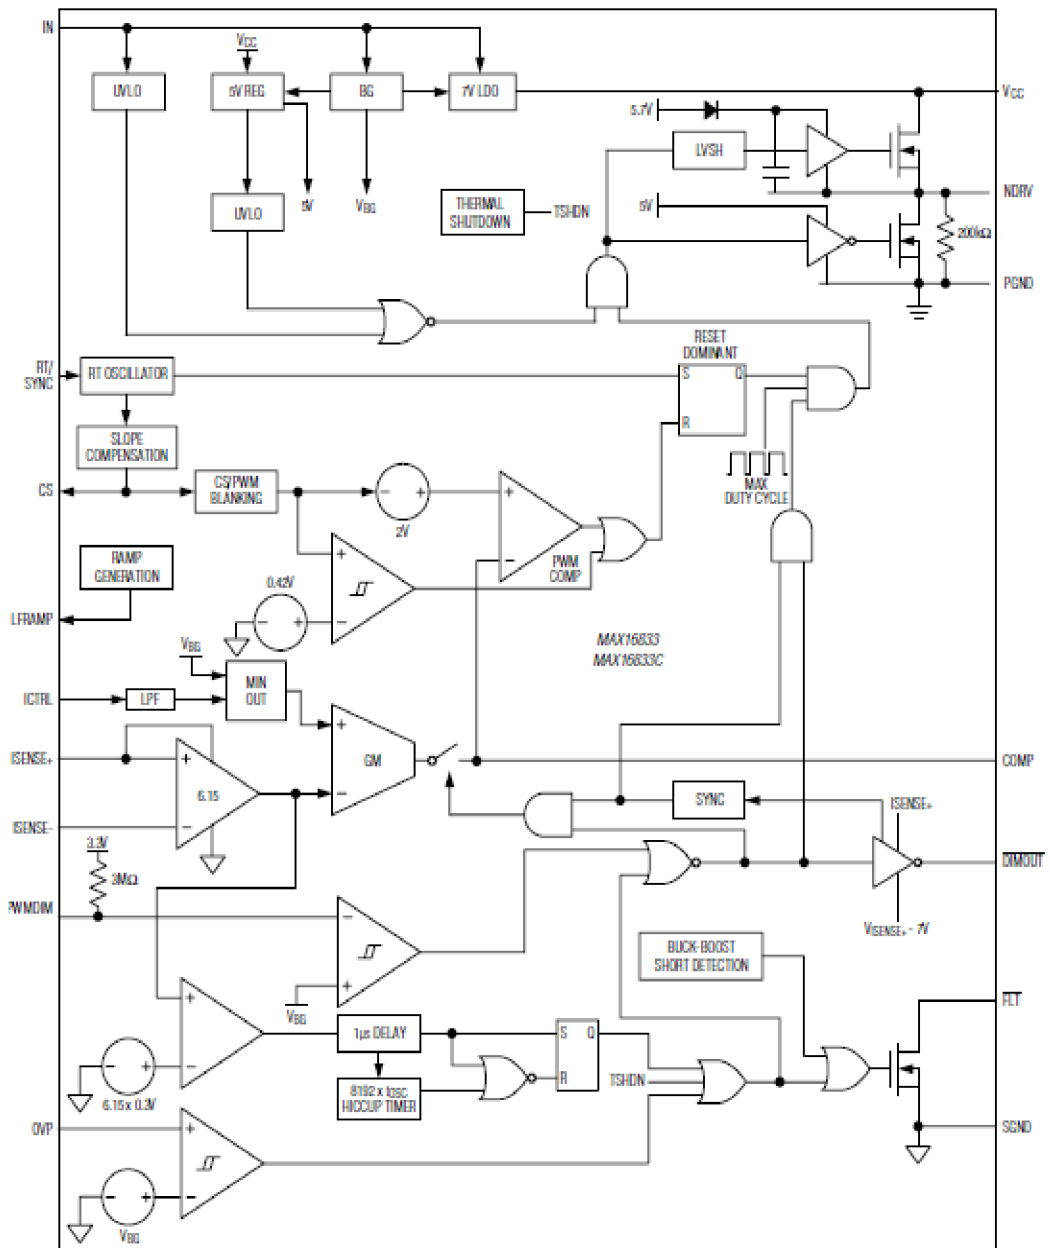 IN
VCC
UVLO
5V REG
BG
7V LDO
VCC
5.7V
LVSH
THERMAL
SHUTDOWN
TSHDN
NDRV
UVLO
5V
VBG
5V
200kΩ
PGND
RT/
SYNC
RT OSCILLATOR
RESET
DOMINANT
S
Q
R
SLOPE
COMPENSATION
CS
CS/PWM
BLANKING
2V
MAX
DUTY CYCLE
PWM
COMP
RAMP
GENERATION
LFRAMP
0.42V
MAX16833
MAX16833C
VBG
ICTRL
LPF
MIN
OUT
GM
COMP
ISENSE+
6.15
ISENSE-
SYNC
ISENSE+
3.3V
3MΩ
DIMOUT
PWMDIM
VISENSE+ - 7V
BUCK-BOOST
SHORT DETECTION
VBG
FLT
1µs DELAY
S
Q
R
TSHDN
8192 x tOSC
HICCUP TIMER
6.15 x 0.3V
OVP
SGND
VBG